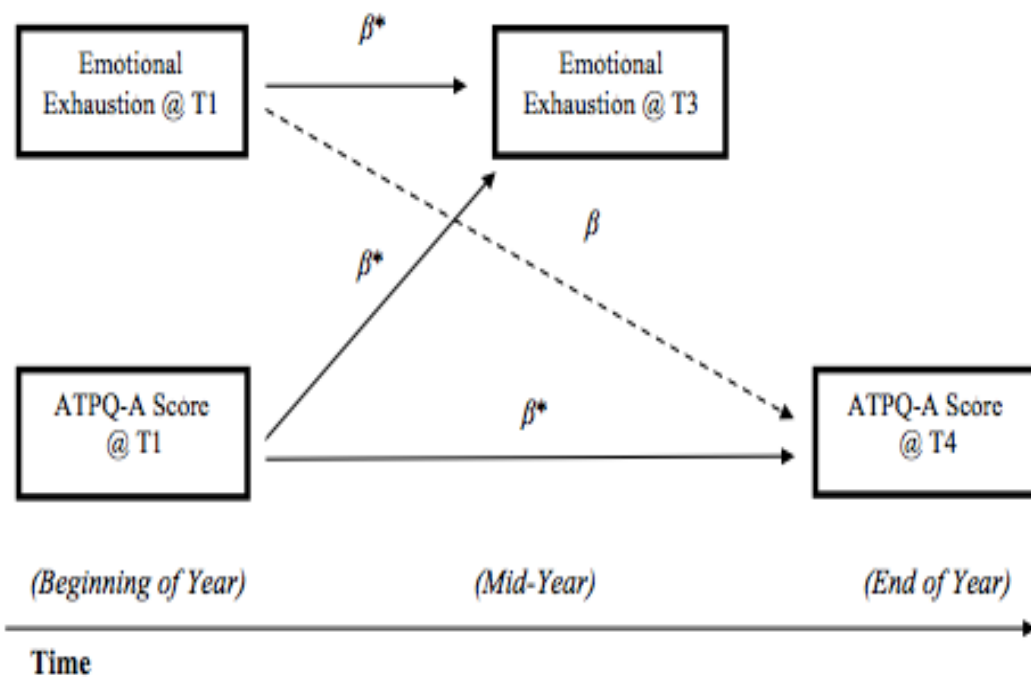 β*
Emotional
Exhaustion @ T1
Emotional
Exhaustion @ T3
β
β*
ATPQ-A Score
@ T1
β*
ATPQ-A Score
@ T4
(Beginning of Year)
(Mid-Year)
(End of Year)
Time